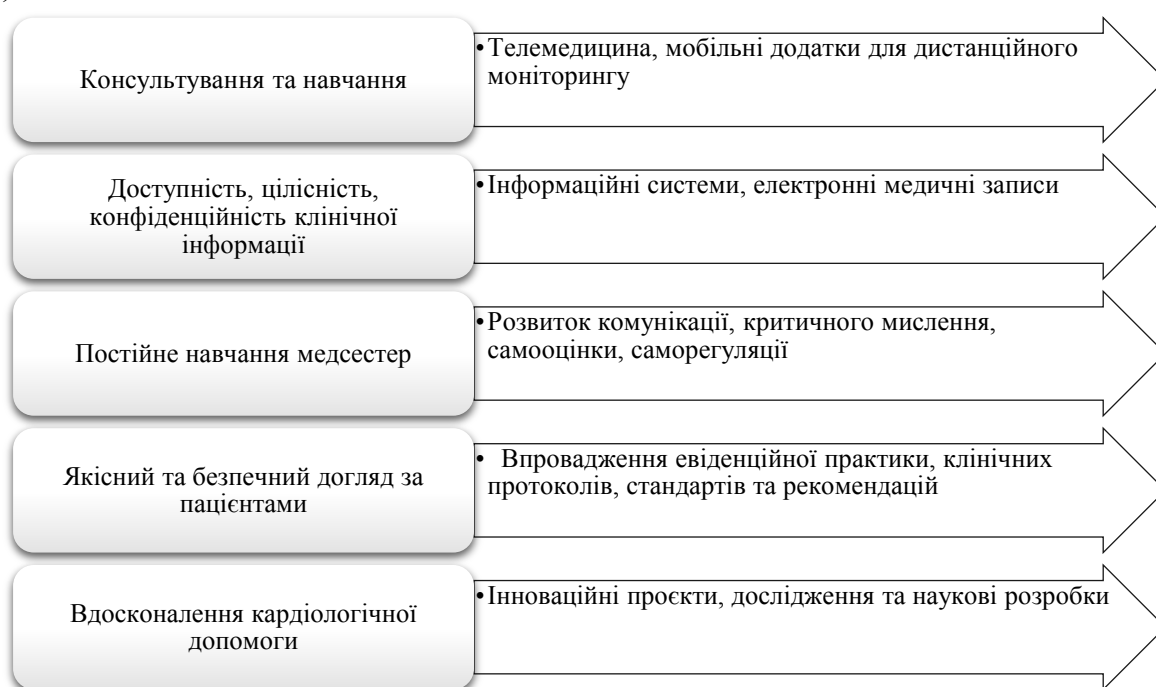 Консультування та навчання
•Телемедицина, мобільні додатки для дистанційного
моніторингу
Доступність, цілісність,
конфіденційність клінічної
інформації
•Інформаційні системи, електронні медичні записи
Постійне навчання медсестер
•Розвиток комунікації, критичного мислення,
самооцінки, саморегуляції
Якісний та безпечний догляд за
пацієнтами
• Впровадження евіденційної практики, клінічних
протоколів, стандартів та рекомендацій
Вдосконалення кардіологічної
допомоги
•Інноваційні проєкти, дослідження та наукові розробки